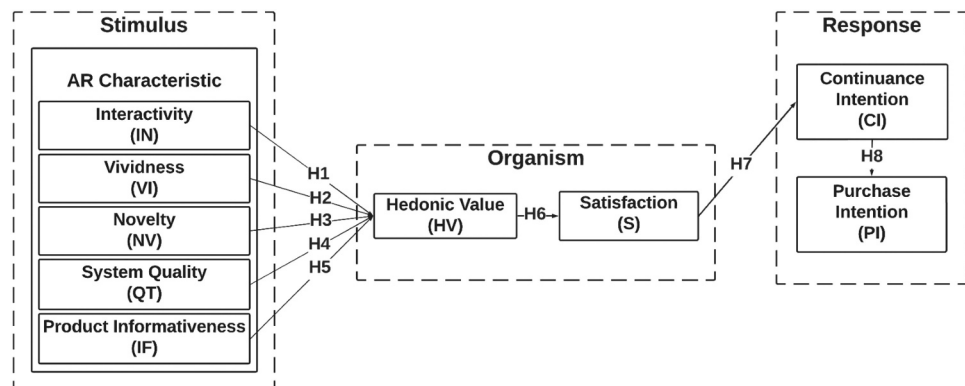 Stimulus
AR Characteristic
Interactivity
(IN)
Vividness
(VI)
Novelty
(NV)
System Quality
(QT)
Product Informativeness
(IF)
H1
H2
H3
H4
H5
Organism
Hedonic Value
(HV)
H6
Satisfaction
(S)
H7
Response
Continuance
Intention
(CI)
H8
Purchase
Intention
(PI)